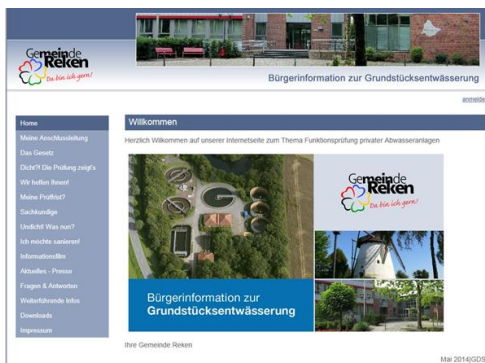 Gemeinde
Reken
Da bin ich gern!
Bürgerinformation zur Grundstücksentwässerung
anmelde
Home
Meine Anschlussleitung
Das Gesetz
Dicht?! Die Prüfung zeigt's
Wir helfen Ihnen!
Meine Prüffrist?
Sachkundige
Undicht! Was nun?
Ich möchte sanieren!
Informationsfilm
Aktuelles - Presse
Fragen & Antworten
Weiterführende Infos
Downloads
Impressum
Willkommen
Herzlich Wilkommen auf unserer Internetseite zum Thema Funktionsprüfung privater Abwasseranlagen
Gemeinde
Reken
Da bin ich gern!
Bürgerinformation zur
Grundstücksentwässerung
Ihre Gemeinde Reken
Mai 2014|GDS